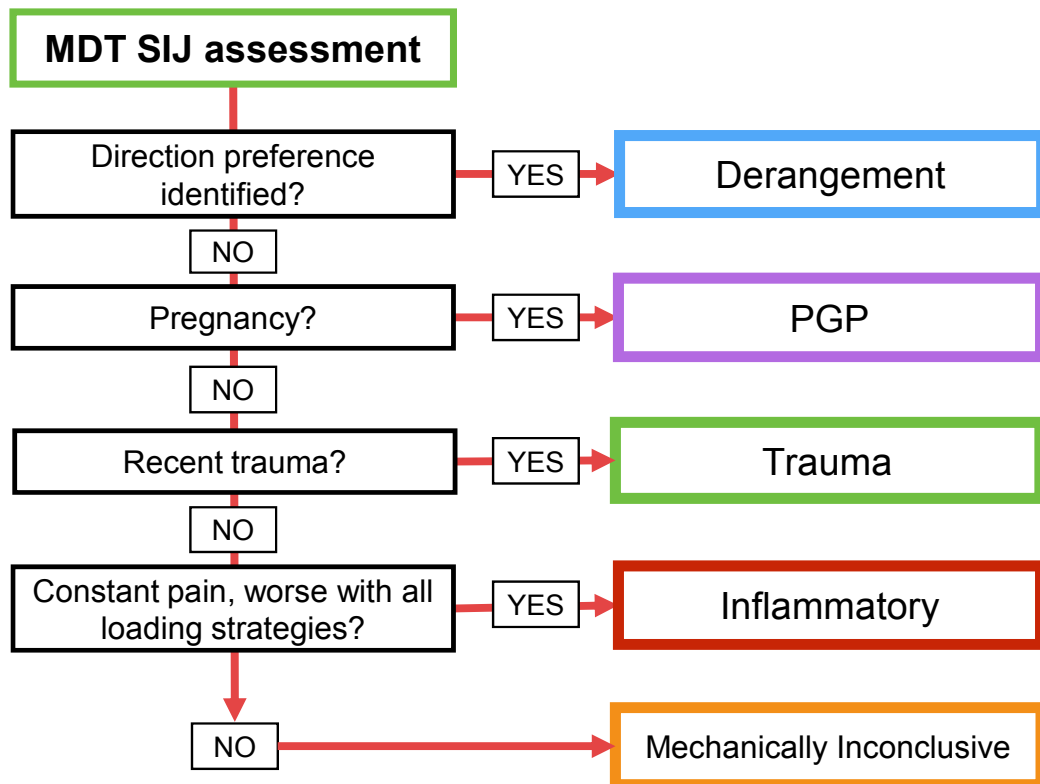 MDT SIJ assessment
Direction preference
identified?
YES
Derangement
NO
Pregnancy?
YES
PGP
NO
Recent trauma?
YES
Trauma
NO
Constant pain, worse with all
loading strategies?
YES
Inflammatory
NO
Mechanically Inconclusive